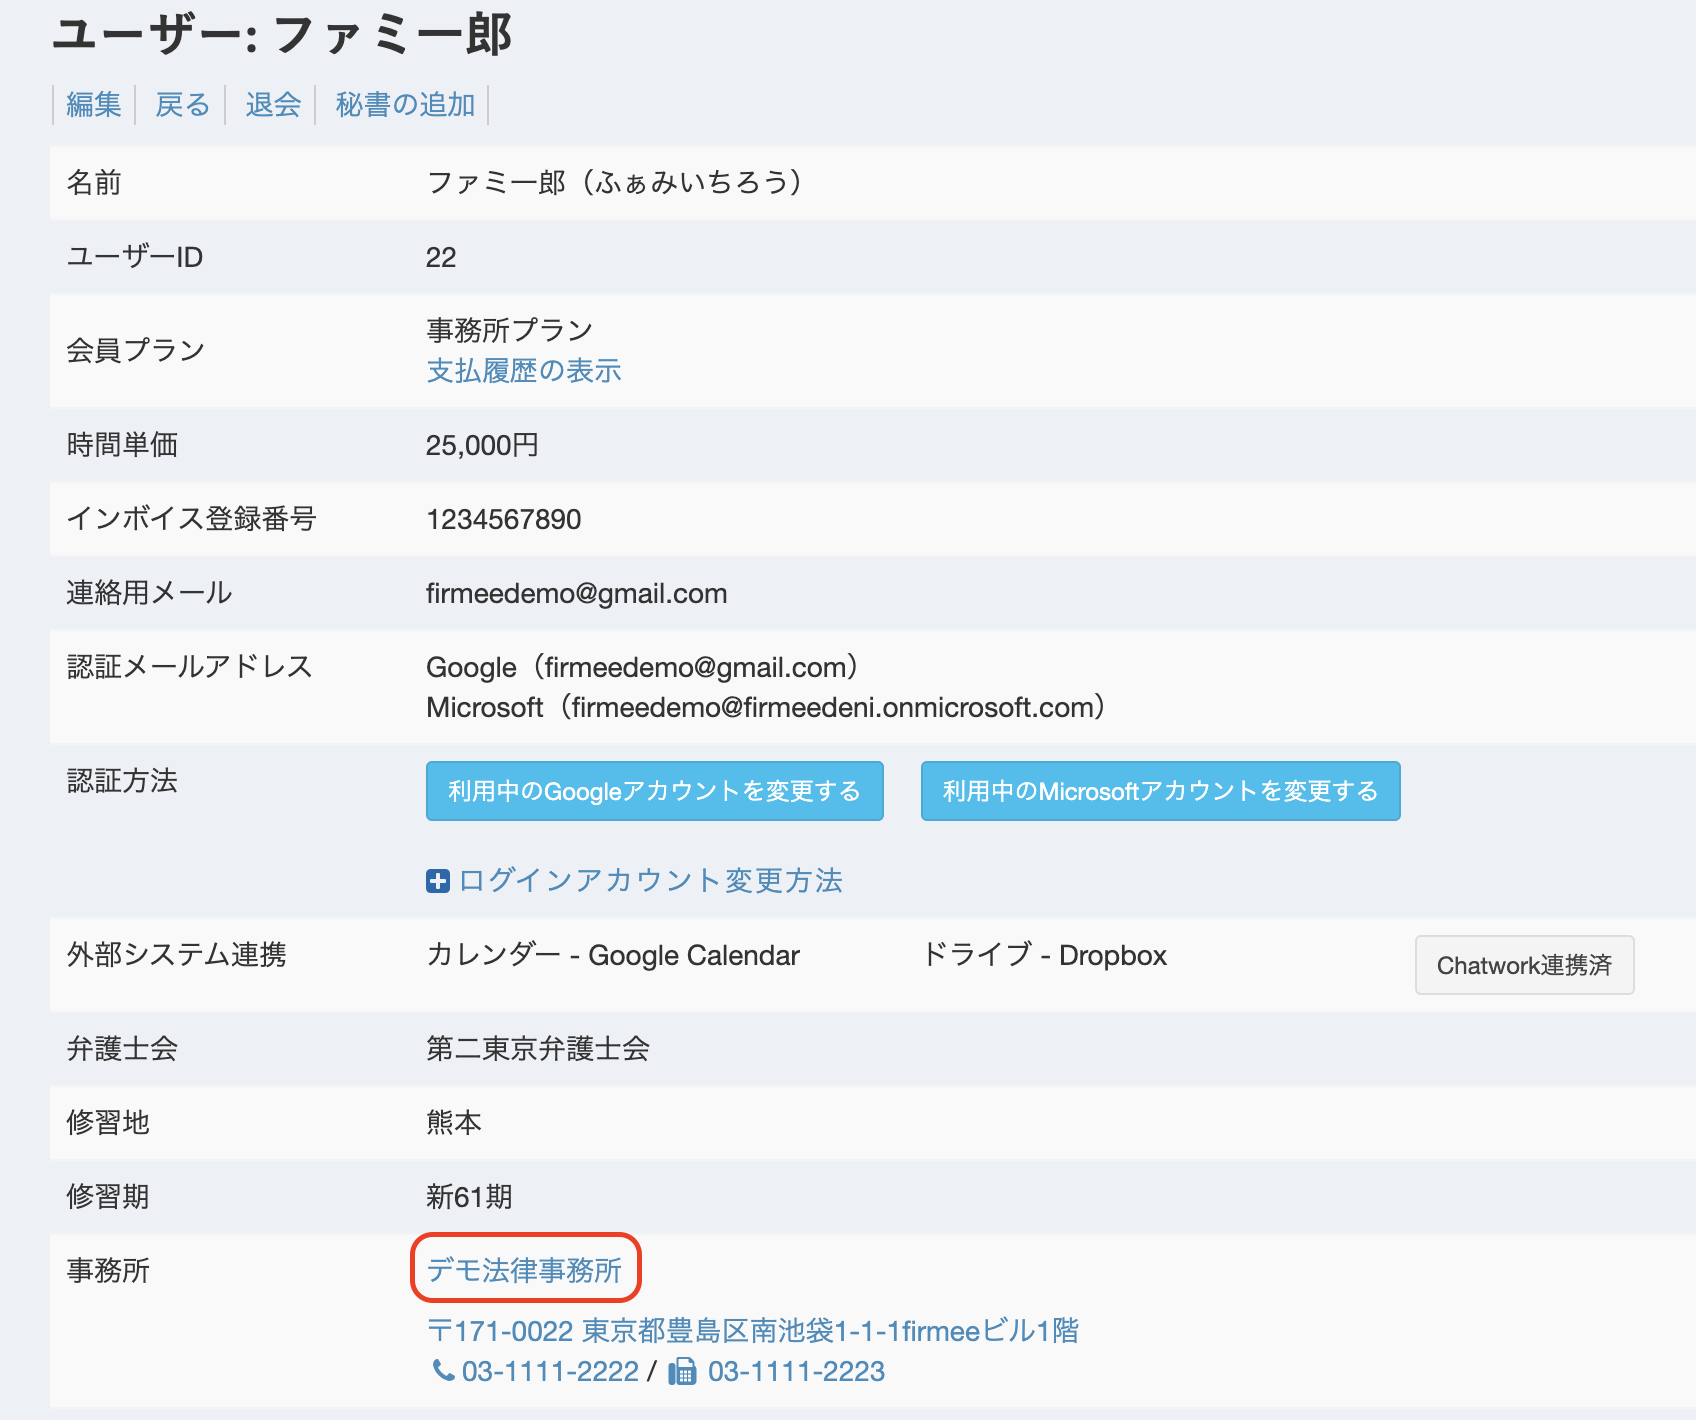 ユーザー: ファミ一郎
編集 戻る 退会 秘書の追加
名前 ファミ一郎（ふぁみいちろう）
ユーザーID 22
会員プラン 事務所プラン
支払履歴の表示
時間単価 25,000円
インボイス登録番号 1234567890
連絡用メール firmeedemo@gmail.com
認証メールアドレス Google（firmeedemo@gmail.com）
Microsoft（firmeedemo@firmeedeni.onmicrosoft.com）
認証方法 利用中のGoogleアカウントを変更する 利用中のMicrosoftアカウントを変更する
ログインアカウント変更方法
外部システム連携 カレンダー - Google Calendar ドライブ - Dropbox Chatwork連携済
弁護士会 第二東京弁護士会
修習地 熊本
修習期 新61期
事務所 デモ法律事務所
〒171-0022 東京都豊島区南池袋1-1-1firmeeビル1階
03-1111-2222 / 03-1111-2223